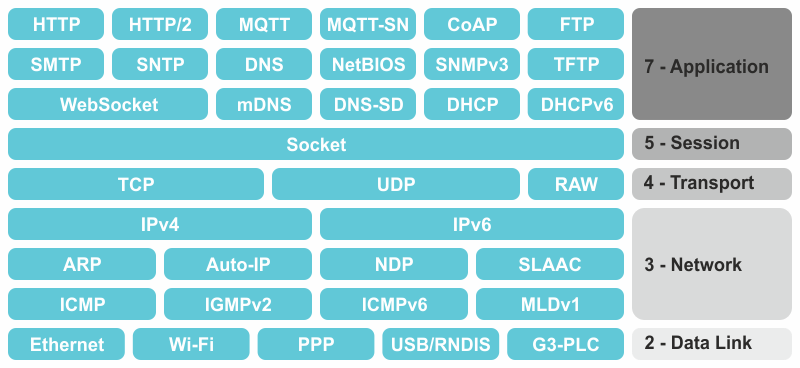 HTTP HTTP/2 MQTT MQTT-SN CoAP FTP
SMTP SNTP DNS NetBIOS SNMPv3 TFTP 7 - Application
WebSocket mDNS DNS-SD DHCP DHCPv6
Socket 5 - Session
TCP UDP RAW 4 - Transport
IPv4 IPv6
ARP Auto-IP NDP SLAAC 3 - Network
ICMP IGMPv2 ICMPv6 MLDv1
Ethernet Wi-Fi PPP USB/RNDIS G3-PLC 2 - Data Link